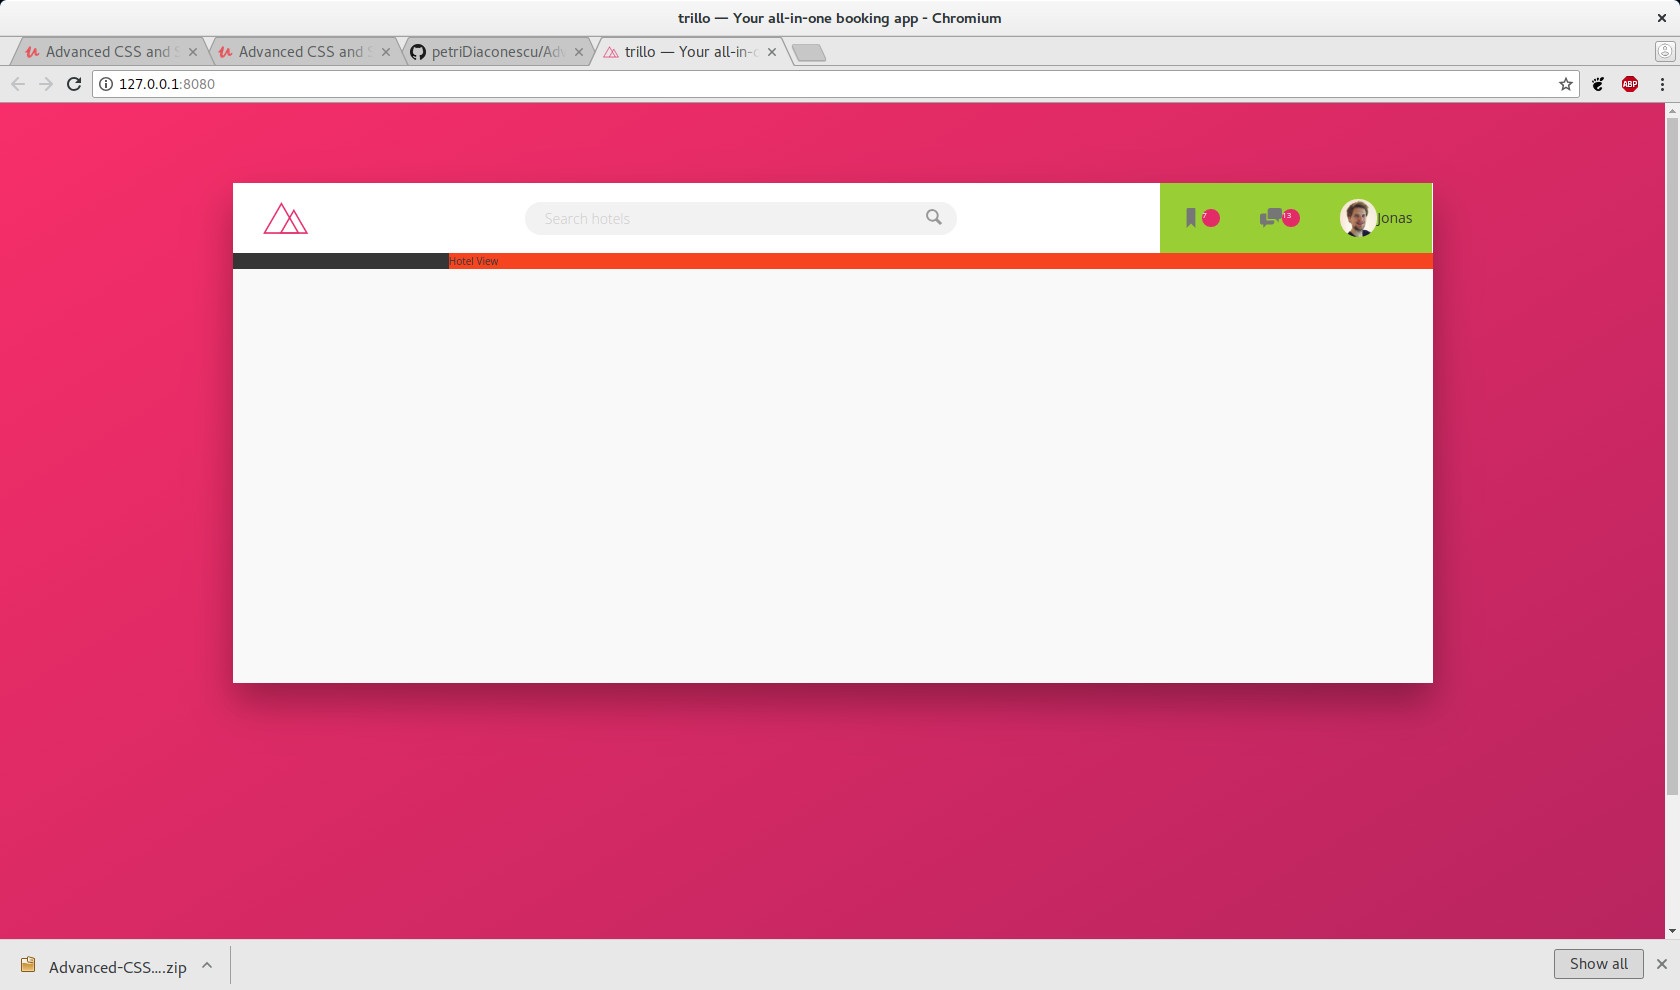 trillo — Your all-in-one booking app - Chromium
Advanced CSS and S
Advanced CSS and S
petriDiaconescu/Adv
trillo — Your all-in-o
127.0.0.1:8080
ABP
Search hotels
7
13
Jonas
Hotel View
Advanced-CSS....zip
Show all